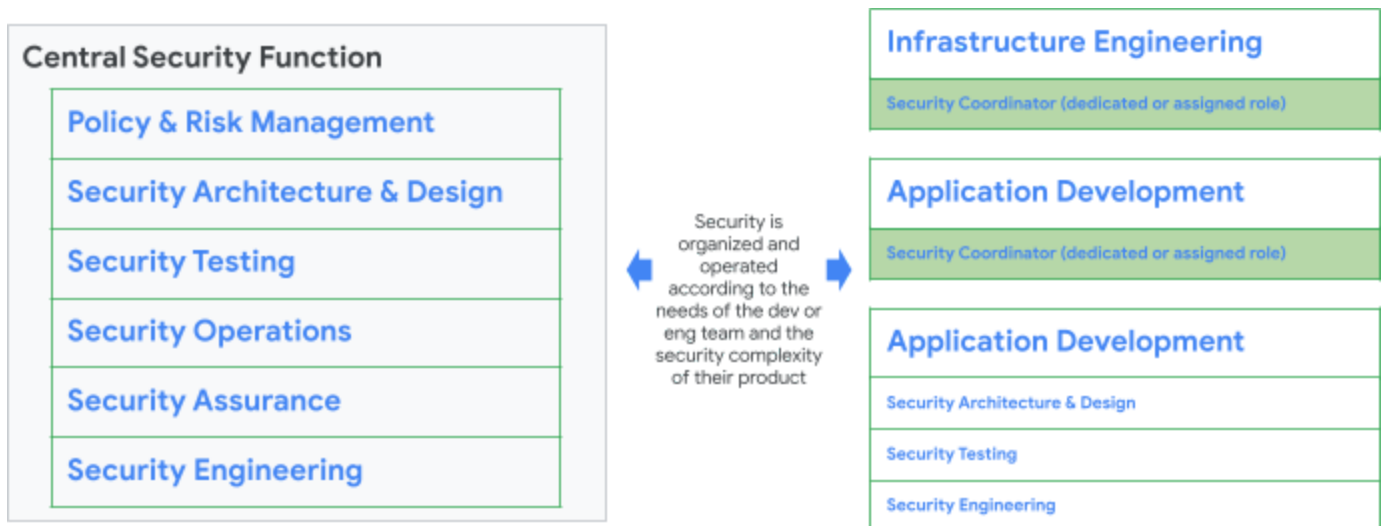 Central Security Function
Policy & Risk Management
Security Architecture & Design
Security Testing
Security Operations
Security Assurance
Security Engineering
Security is
organized and
operated
according to the
needs of the dev or
eng team and the
security complexity
of their product
Infrastructure Engineering
Security Coordinator (dedicated or assigned role)
Application Development
Security Coordinator (dedicated or assigned role)
Application Development
Security Architecture & Design
Security Testing
Security Engineering